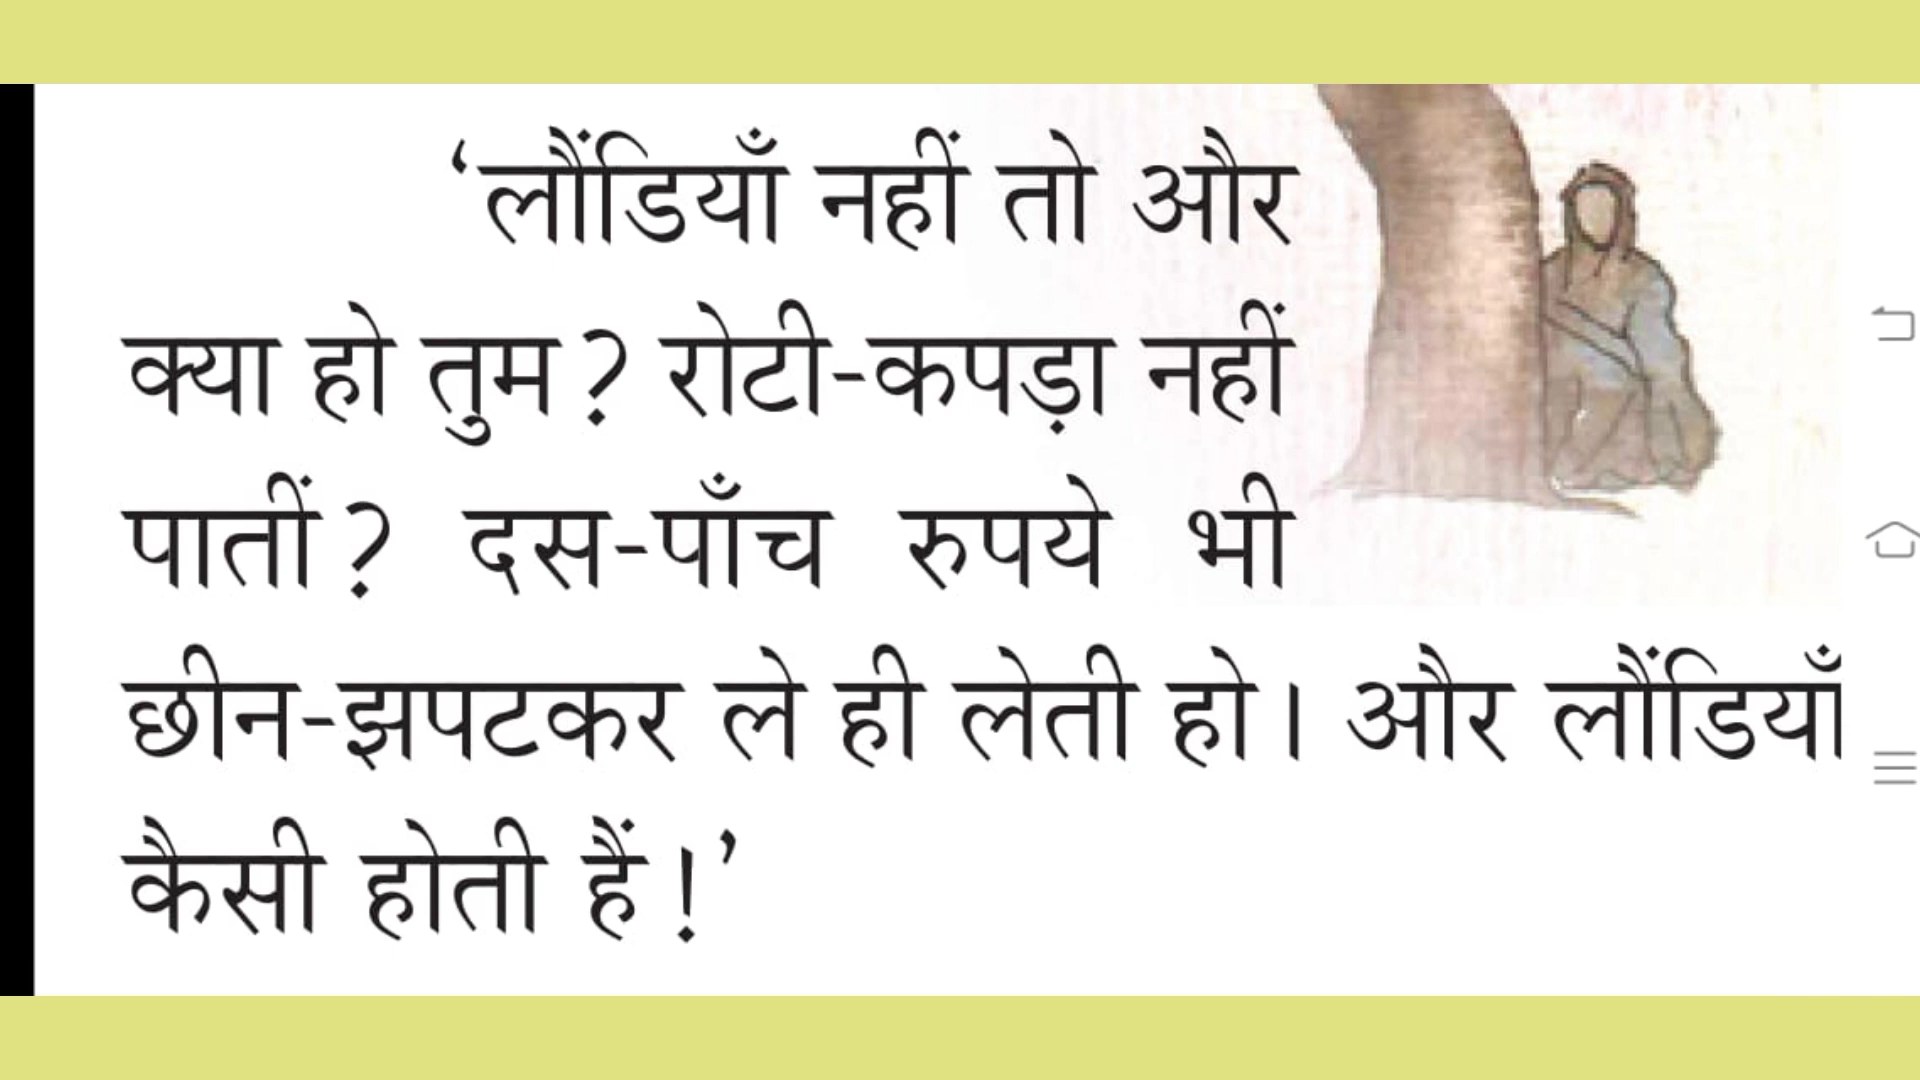 ‘लौंडियाँ नहीं तो और
क्या हो तुम? रोटी-कपड़ा नहीं
पातीं? दस-पाँच रुपये भी
छीन-झपटकर ले ही लेती हो। और लौंडियाँ
कैसी होती हैं!’